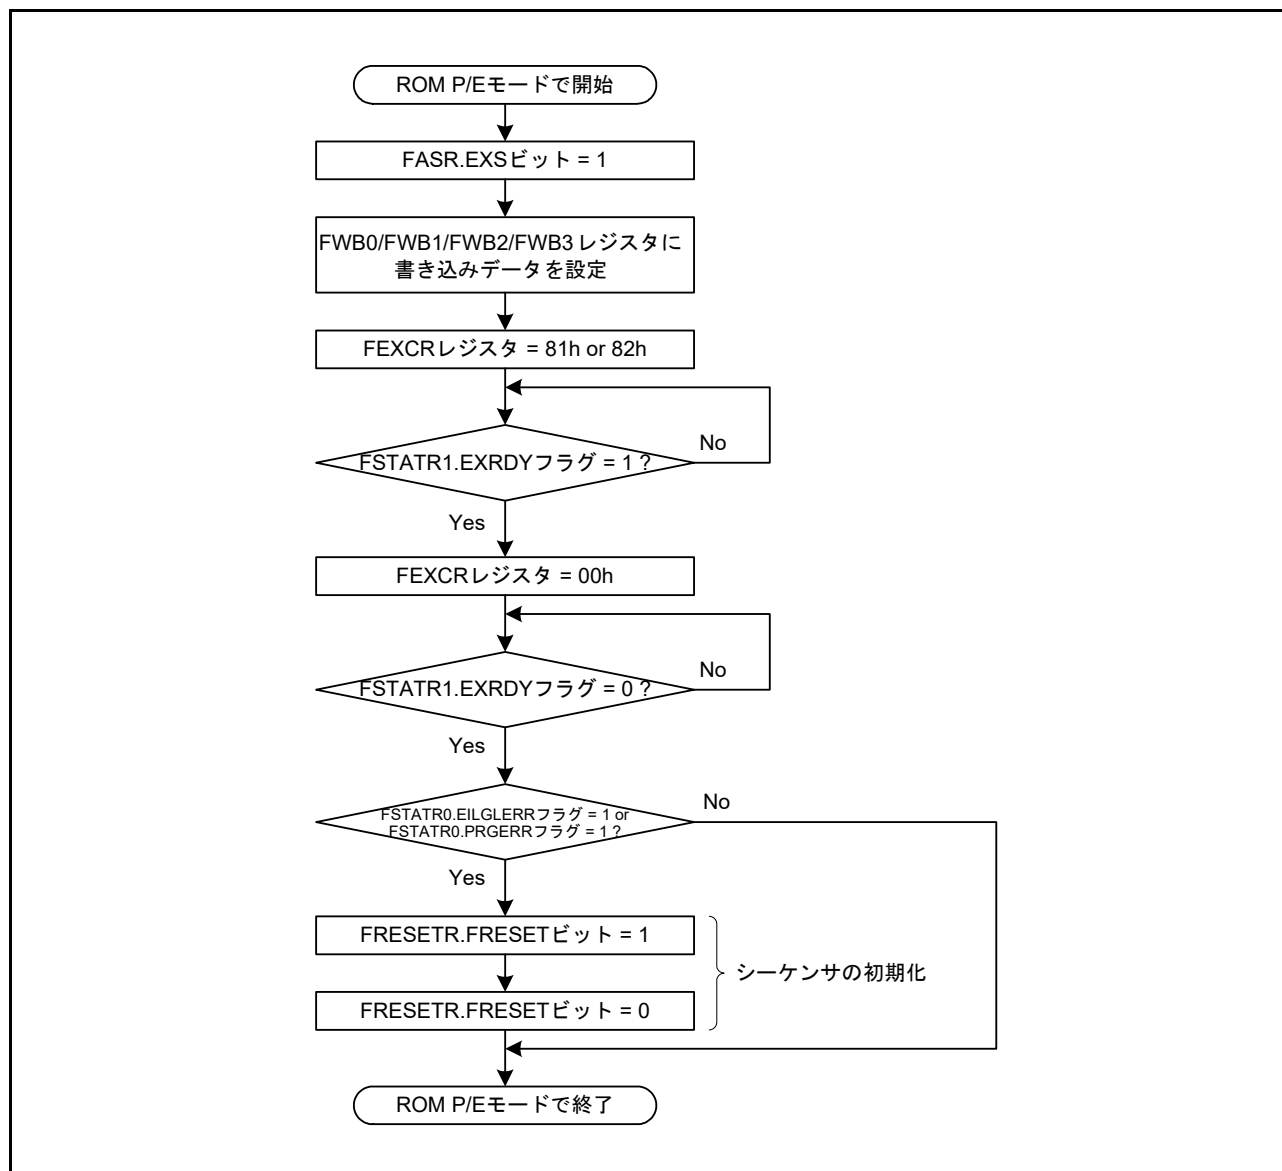 ROM P/Eモードで開始
FASR.EXSビット = 1
FWB0/FWB1/FWB2/FWB3 レジスタに
書き込みデータを設定
FEXCRレジスタ = 81h or 82h
No
FSTATR1.EXRDYフラグ = 1 ?
Yes
FEXCRレジスタ = 00h
No
FSTATR1.EXRDYフラグ = 0 ?
Yes
No
FSTATR0.EILGLERRフラグ = 1 or
FSTATR0.PRGERRフラグ = 1 ?
Yes
FRESETR.FRESETビット = 1
シーケンサの初期化
FRESETR.FRESETビット = 0
ROM P/Eモードで終了